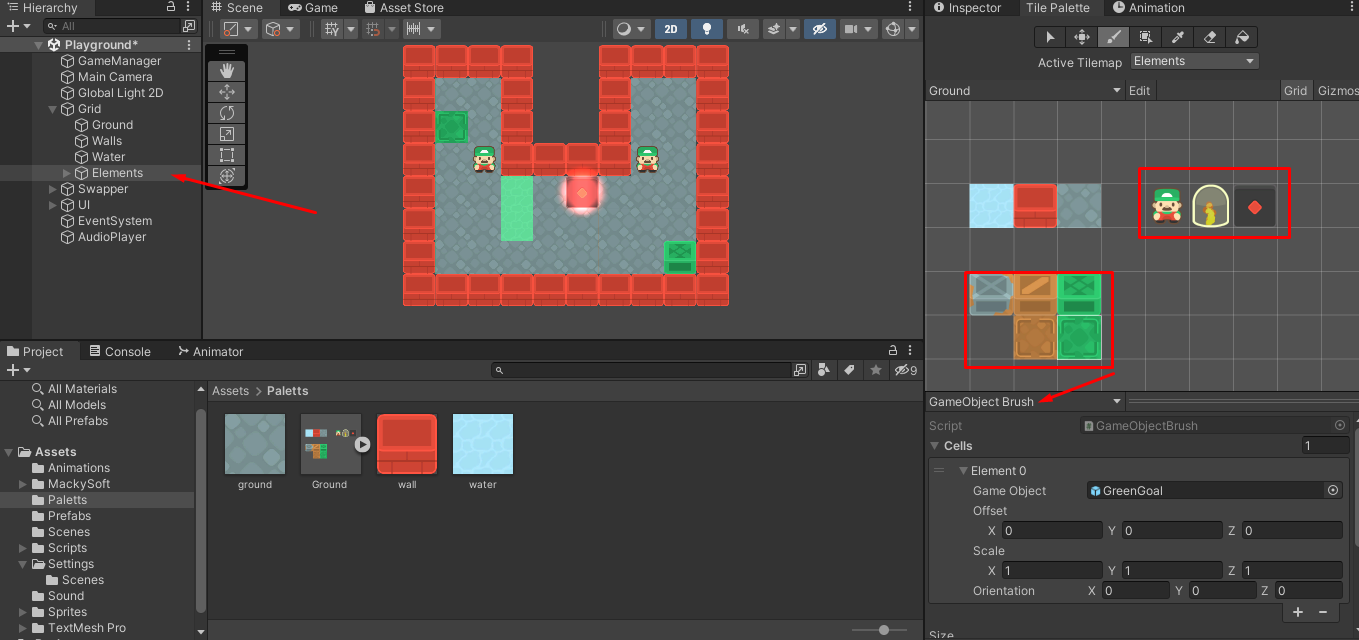 Hierarchy
All
Playground*
GameManager
Main Camera
Global Light 2D
Grid
Ground
Walls
Water
Elements
Swapper
UI
EventSystem
AudioPlayer
Scene Game Asset Store
2D
Inspector Tile Palette Animation
Active Tilemap Elements
Ground Edit Grid Gizmos
GameObject Brush
Script GameObjectBrush
Cells 1
Element 0
Game Object GreenGoal
Offset
X 0 Y 0 Z 0
Scale
X 1 Y 1 Z 1
Orientation X 0 Y 0 Z 0
Size
Project Console Animator
9
All Materials
All Models
All Prefabs
Assets
Animations
MackySoft
Paletts
Prefabs
Scenes
Scripts
Settings
Scenes
Sound
Sprites
TextMesh Pro
Assets > Paletts
ground Ground wall water